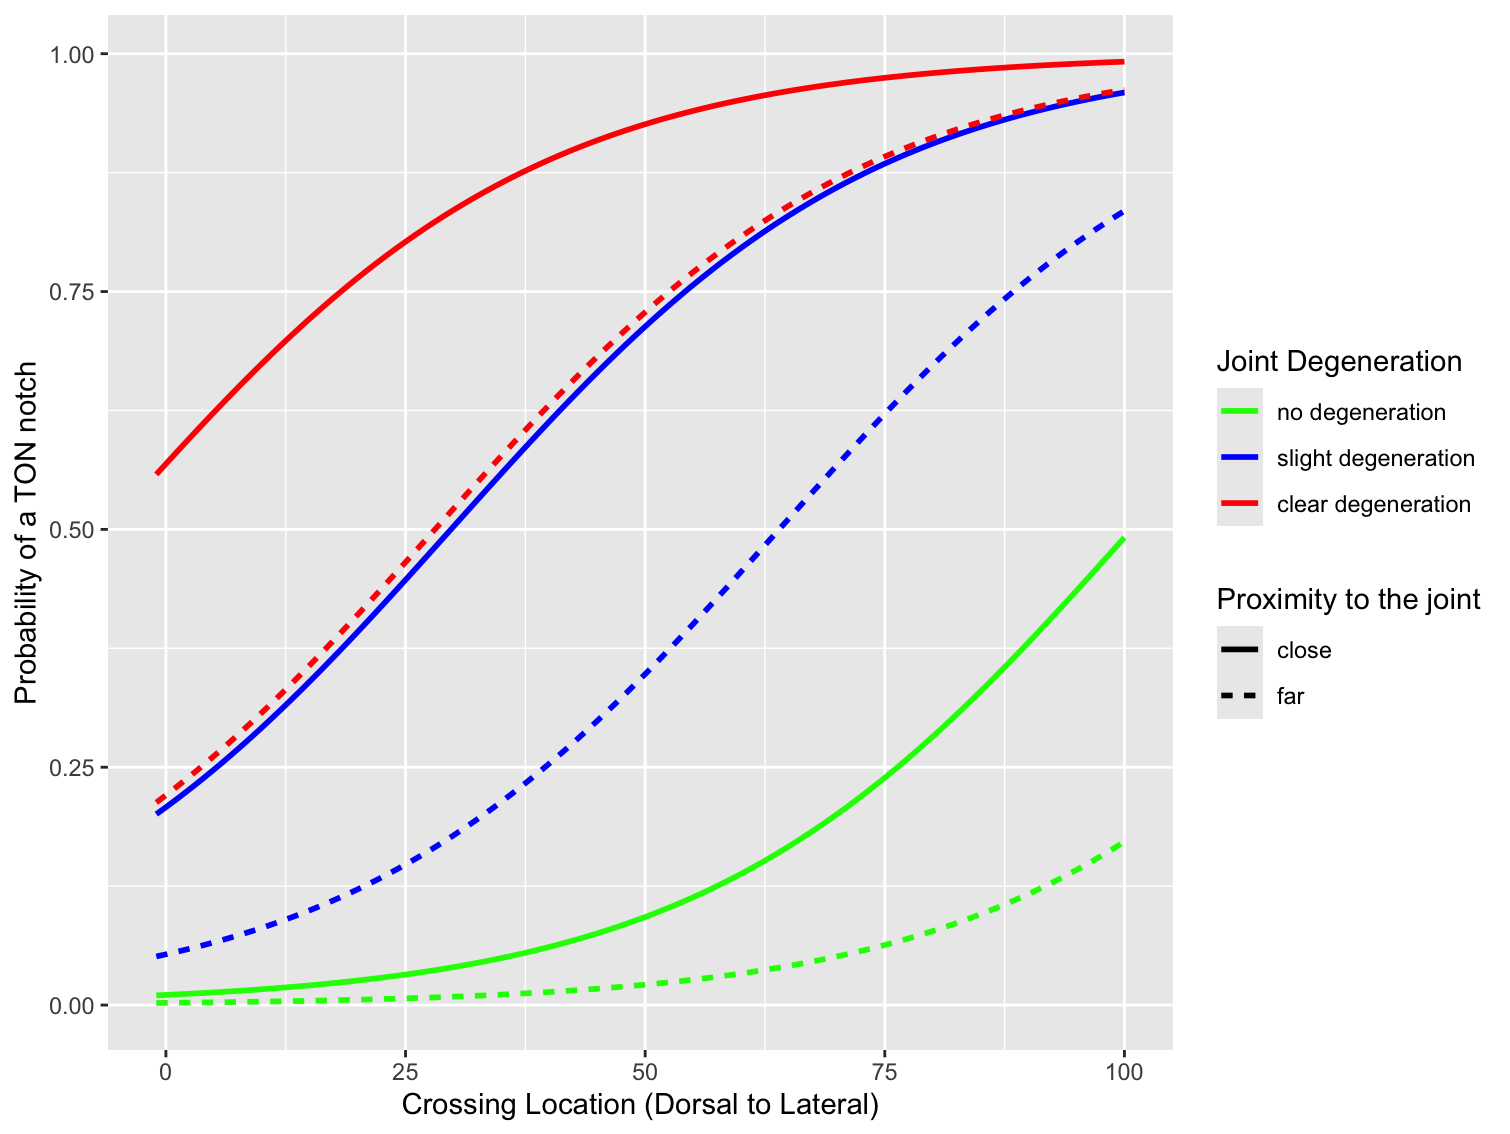 1.00
0.75
0.50
0.25
0.00
Probability of a TON notch
0 25 50 75 100
Crossing Location (Dorsal to Lateral)
Joint Degeneration
no degeneration
slight degeneration
clear degeneration
Proximity to the joint
close
far